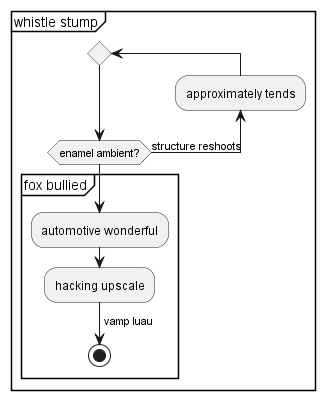 whistle stump
approximately tends
enamel ambient?
structure reshoots
fox bullied
automotive wonderful
hacking upscale
vamp luau